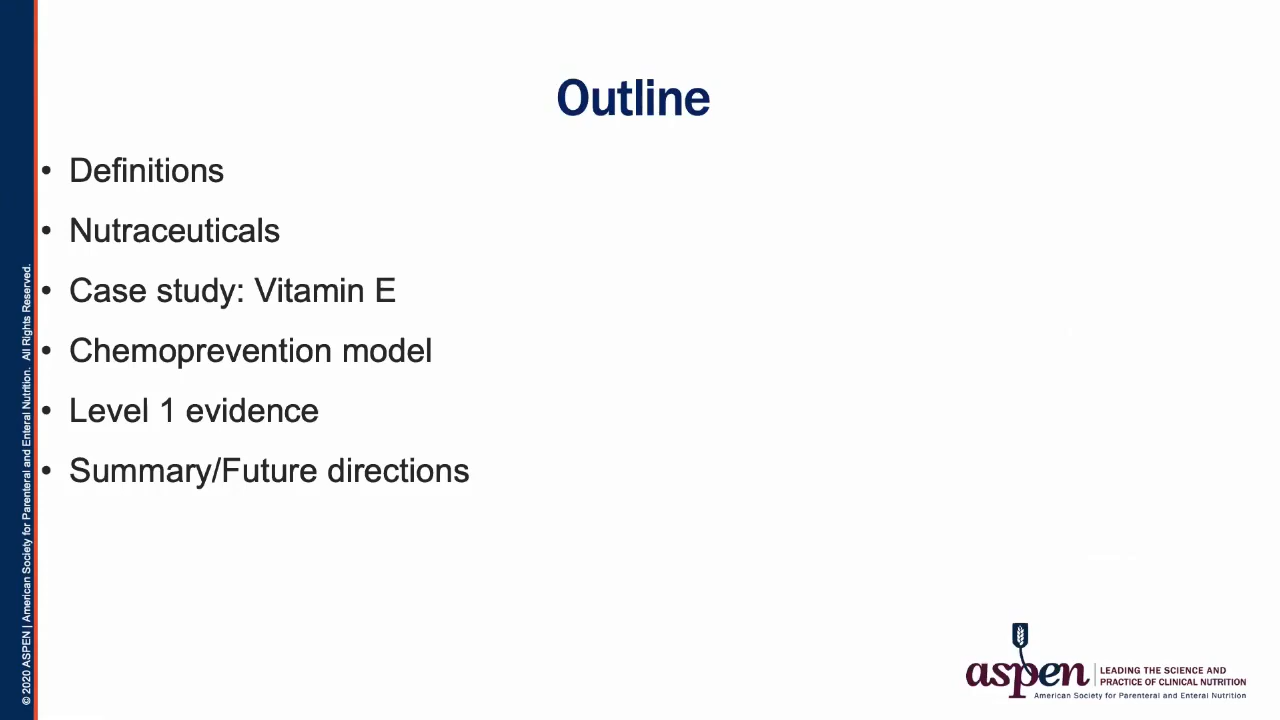 Outline
• Definitions
• Nutraceuticals
• Case study: Vitamin E
• Chemoprevention model
• Level 1 evidence
• Summary/Future directions
© 2020 ASPEN | American Society for Parenteral and Enteral Nutrition. All Rights Reserved.
aspen
LEADING THE SCIENCE AND
PRACTICE OF CLINICAL NUTRITION
American Society for Parenteral and Enteral Nutrition